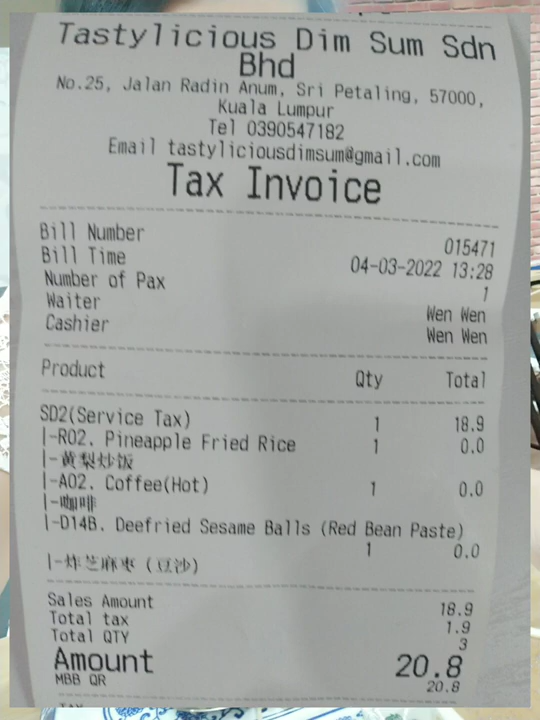 Tastylicious Dim Sum Sdn
Bhd
No.25, Jalan Radin Anum, Sri Petaling, 57000,
Kuala Lumpur
Tel 0390547182
Email tastyliciousdimsum@gmail.com
Tax Invoice
Bill Number 015471
Bill Time 04-03-2022 13:28
Number of Pax 1
Waiter Wen Wen
Cashier Wen Wen
Product Qty Total
SD2(Service Tax) 1 18.9
|-R02. Pineapple Fried Rice 1 0.0
|-黄梨炒饭
|-A02. Coffee(Hot) 1 0.0
|-咖啡
|-D14B. Deefried Sesame Balls (Red Bean Paste)
1 0.0
|-炸芝麻枣 (豆沙)
Sales Amount 18.9
Total tax 1.9
Total QTY 3
Amount 20.8
MBB QR 20.8